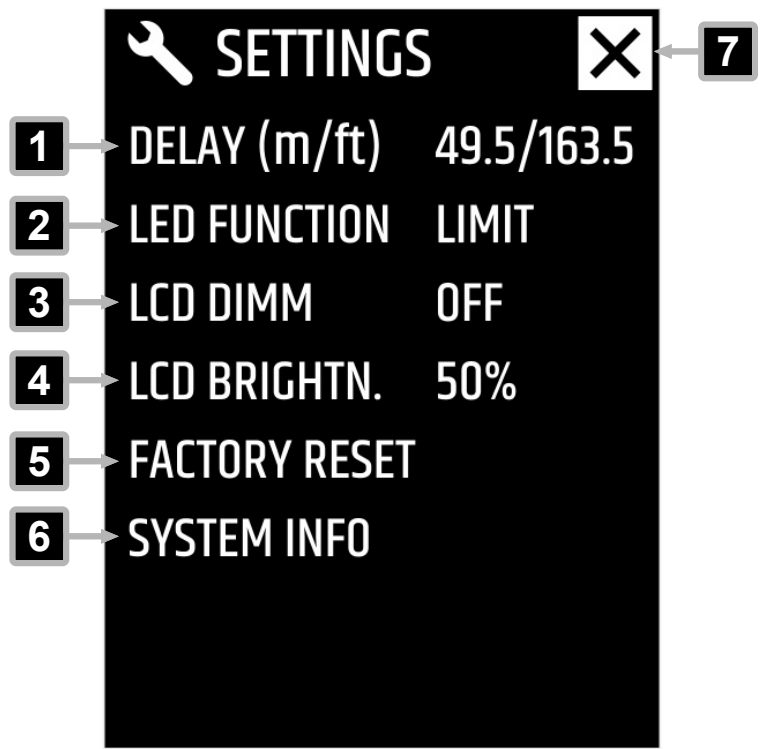 SETTINGS
7
1 DELAY (m/ft) 49.5/163.5
2 LED FUNCTION LIMIT
3 LCD DIMM OFF
4 LCD BRIGHTN. 50%
5 FACTORY RESET
6 SYSTEM INFO